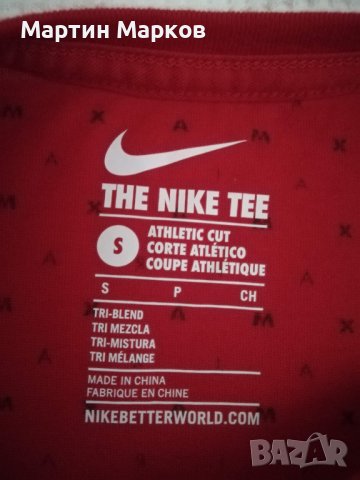 Мартин Марков
THE NIKE TEE
S
ATHLETIC CUT
CORTE ATLÉTICO
COUPE ATHLÉTIQUE
S P CH
TRI-BLEND
TRI MEZCLA
TRI-MISTURA
TRI MÉLANGE
MADE IN CHINA
FABRIQUE EN CHINE
NIKEBETTERWORLD.COM
BAZAR